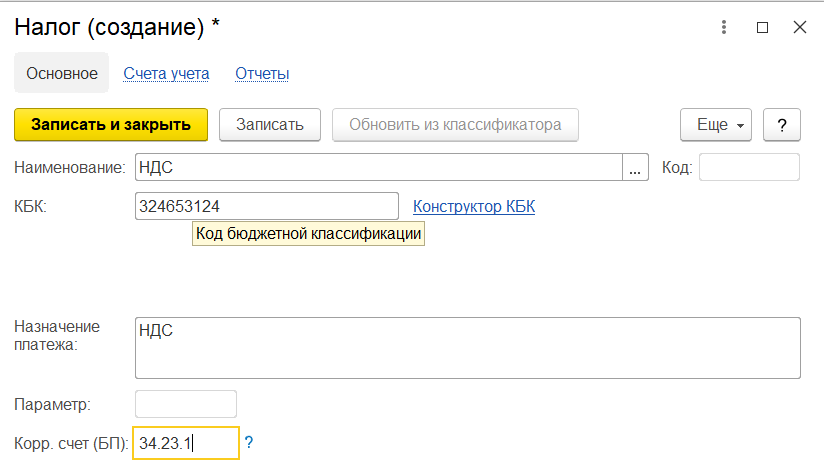 Налог (создание) *
Основное Счета учета Отчеты
Записать и закрыть Записать Обновить из классификатора Еще ?
Наименование: НДС ... Код:
КБК: 324653124 Конструктор КБК
Код бюджетной классификации
Назначение
платежа:
НДС
Параметр:
Корр. счет (БП): 34.23.1 ?